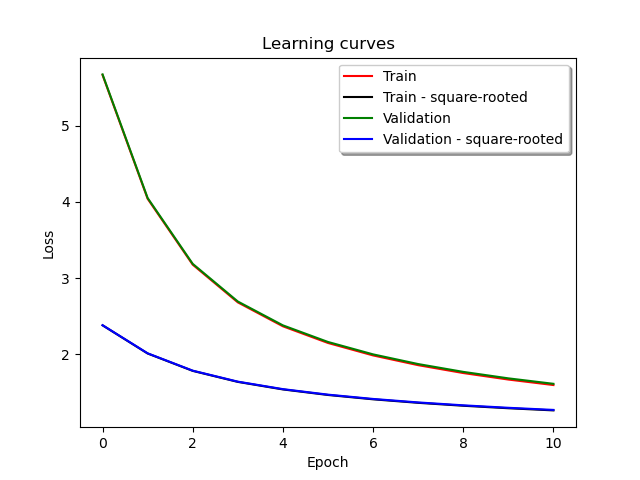 Learning curves
Train
Train - square-rooted
Validation
Validation - square-rooted
5
4
3
2
Loss
0 2 4 6 8 10
Epoch